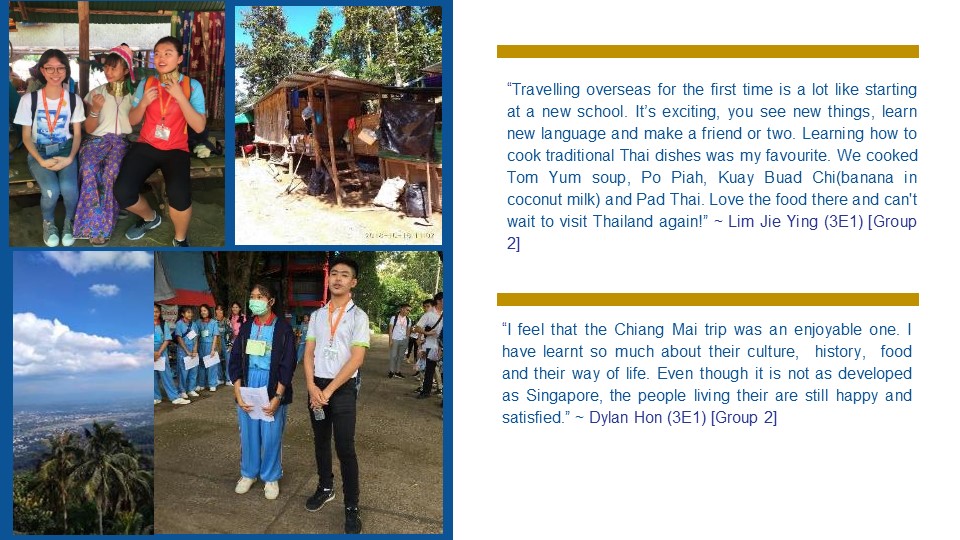 2018-10-19 11:02
“Travelling overseas for the first time is a lot like starting
at a new school. It’s exciting, you see new things, learn
new language and make a friend or two. Learning how to
cook traditional Thai dishes was my favourite. We cooked
Tom Yum soup, Po Piah, Kuay Buad Chi(banana in
coconut milk) and Pad Thai. Love the food there and can't
wait to visit Thailand again!” ~ Lim Jie Ying (3E1) [Group
2]
“I feel that the Chiang Mai trip was an enjoyable one. I
have learnt so much about their culture, history, food
and their way of life. Even though it is not as developed
as Singapore, the people living their are still happy and
satisfied.” ~ Dylan Hon (3E1) [Group 2]